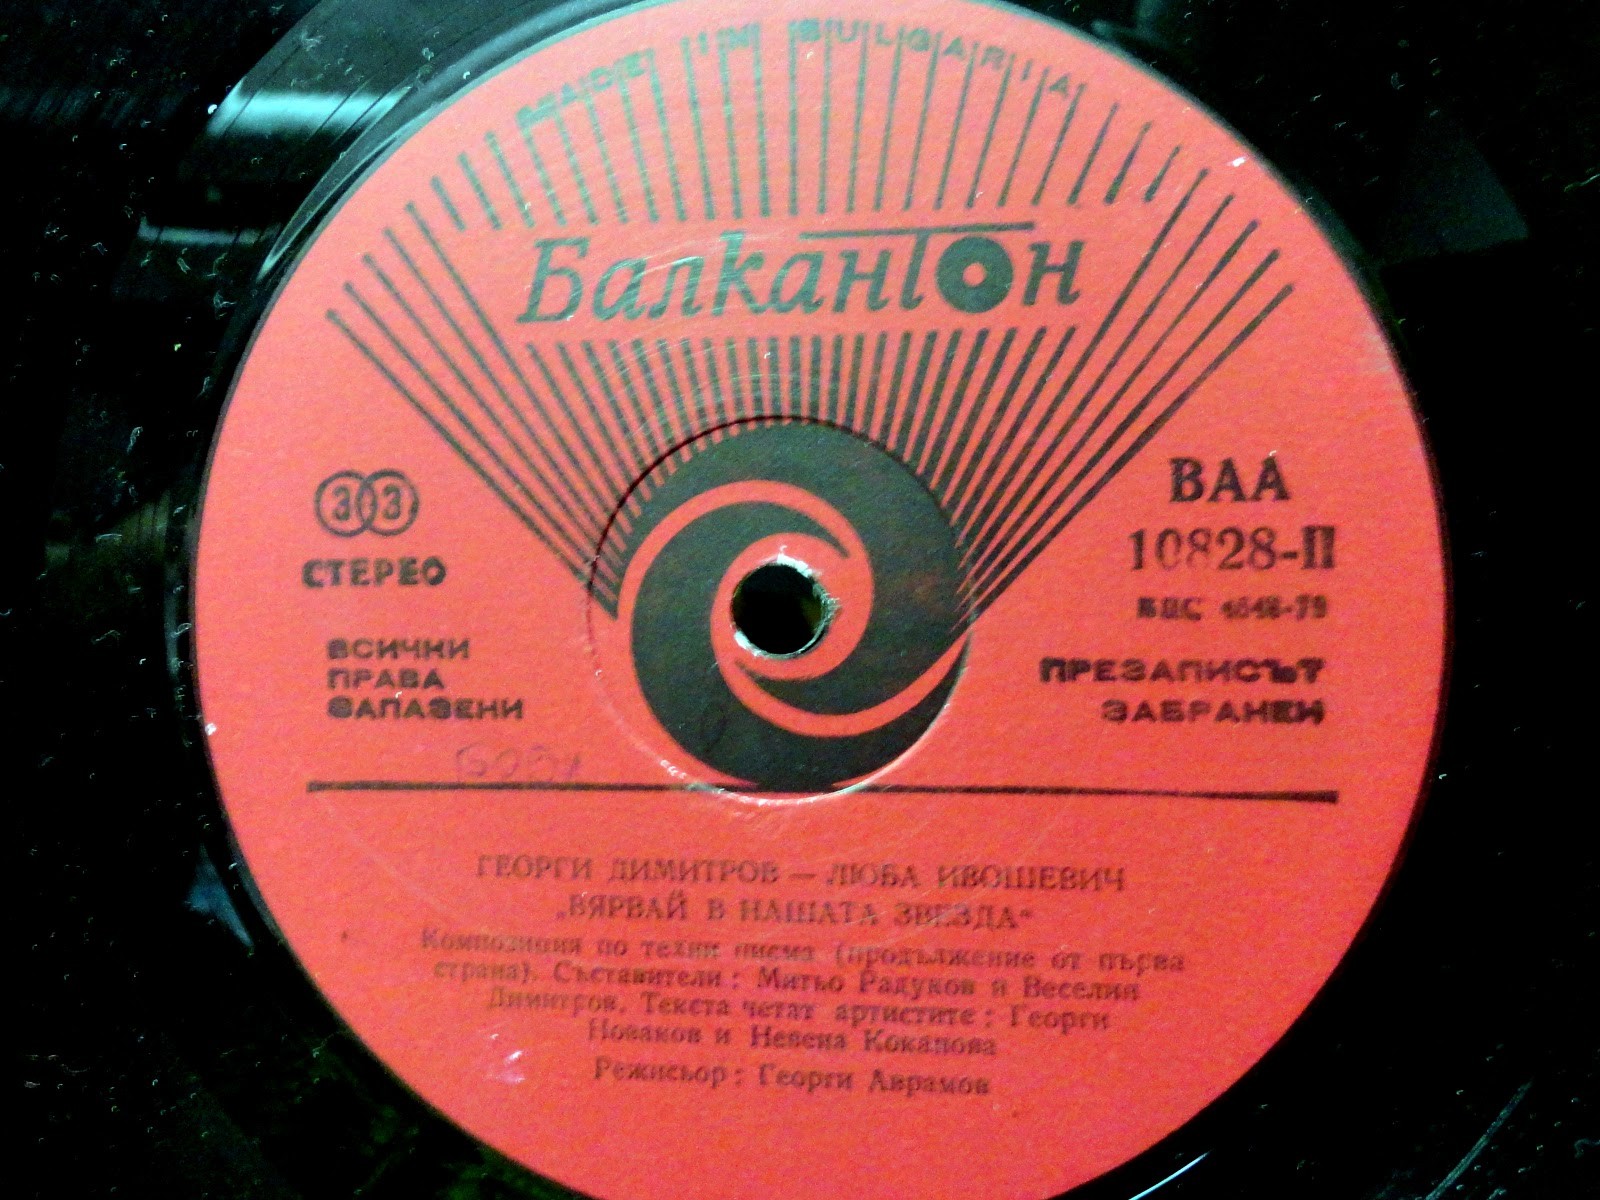 MADE IN BULGARIA
Балкантон
33
СТЕРЕО
ВСИЧКИ
ПРАВА
ЗАПАЗЕНИ
ВАА
10828-П
ПРЕЗАПИСЪТ
ЗАБРАНЕН
ГЕОРГИ ДИМИТРОВ — ЛЮБА ИВОШЕВИЧ
„ВЯРВАЙ В НАШАТА ЗВЕЗДА"
Композиция по техни писма (продължение от първа
страна). Съставители: Митьо Радуков и Веселин
Димитров. Текста четат артистите: Георги
Новаков и Невена Коканова
Режисьор: Георги Аврамов